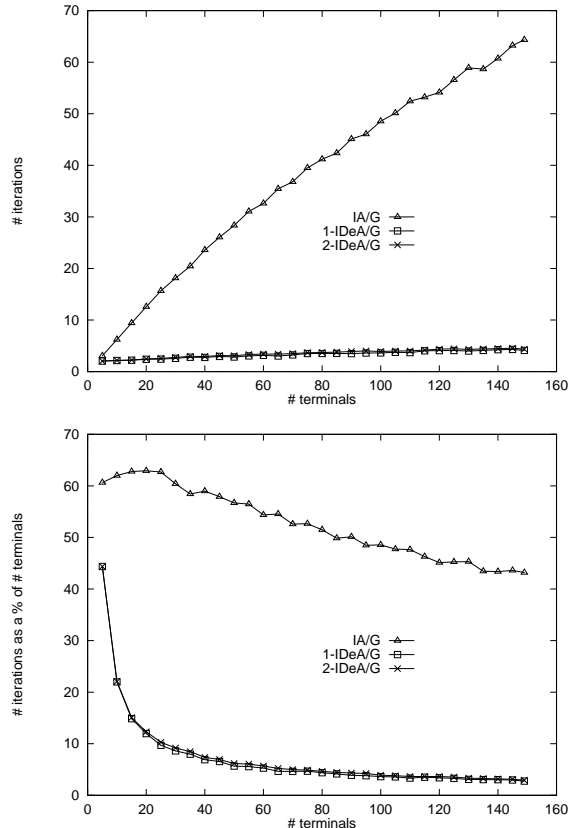 70
60
50
40
30
20
10
0
# iterations
IA/G
1-IDeA/G
2-IDeA/G
0 20 40 60 80 100 120 140 160
# terminals
70
60
50
40
30
20
10
0
# iterations as a % of # terminals
IA/G
1-IDeA/G
2-IDeA/G
0 20 40 60 80 100 120 140 160
# terminals